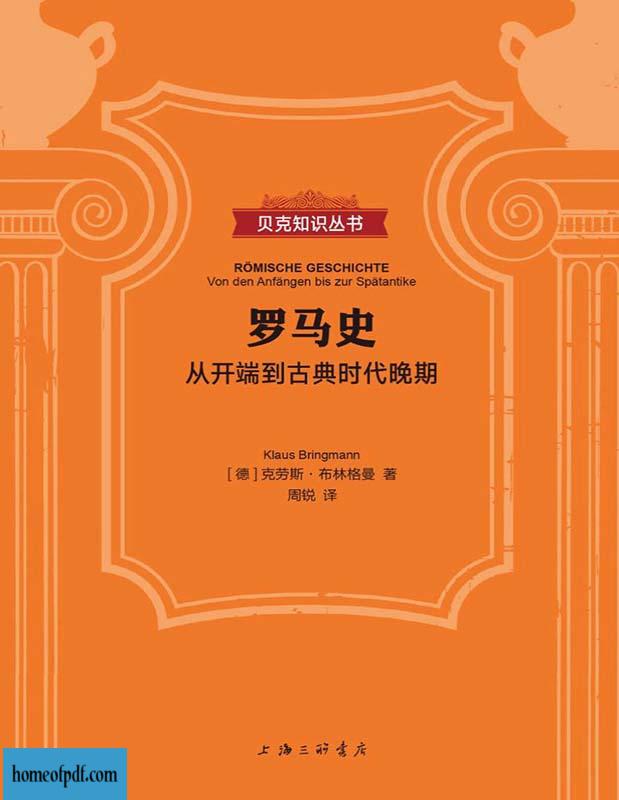 贝克知识丛书
RÖMISCHE GESCHICHTE
Von den Anfängen bis zur Spätantike
罗马史
从开端到古典时代晚期
Klaus Bringmann
[德]克劳斯·布林格曼 著
周锐 译
上海三联书店
homeofpdf.com